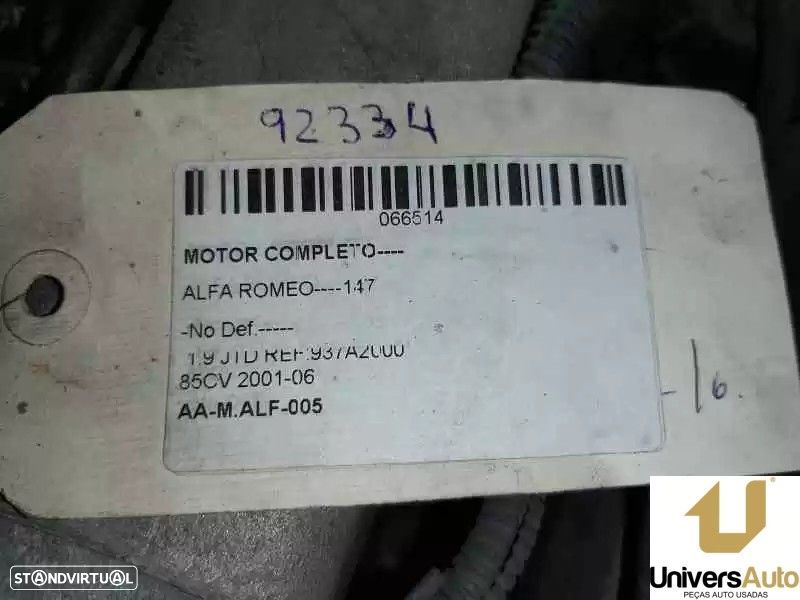 92334
066514
MOTOR COMPLETO----
ALFA ROMEO----147
-No Def.-----
1.9 JTD REF:937A2000
85CV 2001-06
AA-M.ALF-005
-16.
STANDVIRTUAL
UniversAuto
PEÇAS AUTO USADAS